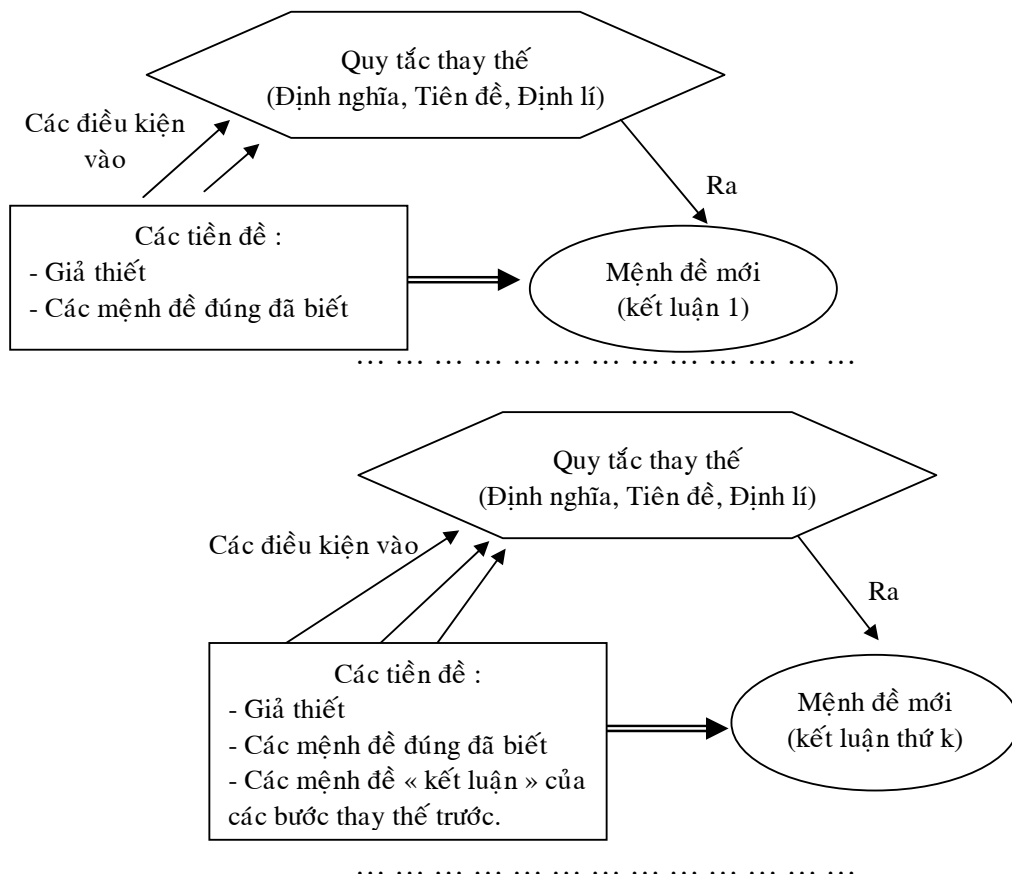 Quy tắc thay thế
(Định nghĩa, Tiên đề, Định lí)
Các điều kiện
vào
Ra
Các tiền đề :
- Giả thiết
- Các mệnh đề đúng đã biết
Mệnh đề mới
(kết luận 1)
… … … … … … … … … … … … …
Quy tắc thay thế
(Định nghĩa, Tiên đề, Định lí)
Các điều kiện vào
Ra
Các tiền đề :
- Giả thiết
- Các mệnh đề đúng đã biết
- Các mệnh đề « kết luận » của
các bước thay thế trước.
Mệnh đề mới
(kết luận thứ k)
… … … … … … … … … … … … …